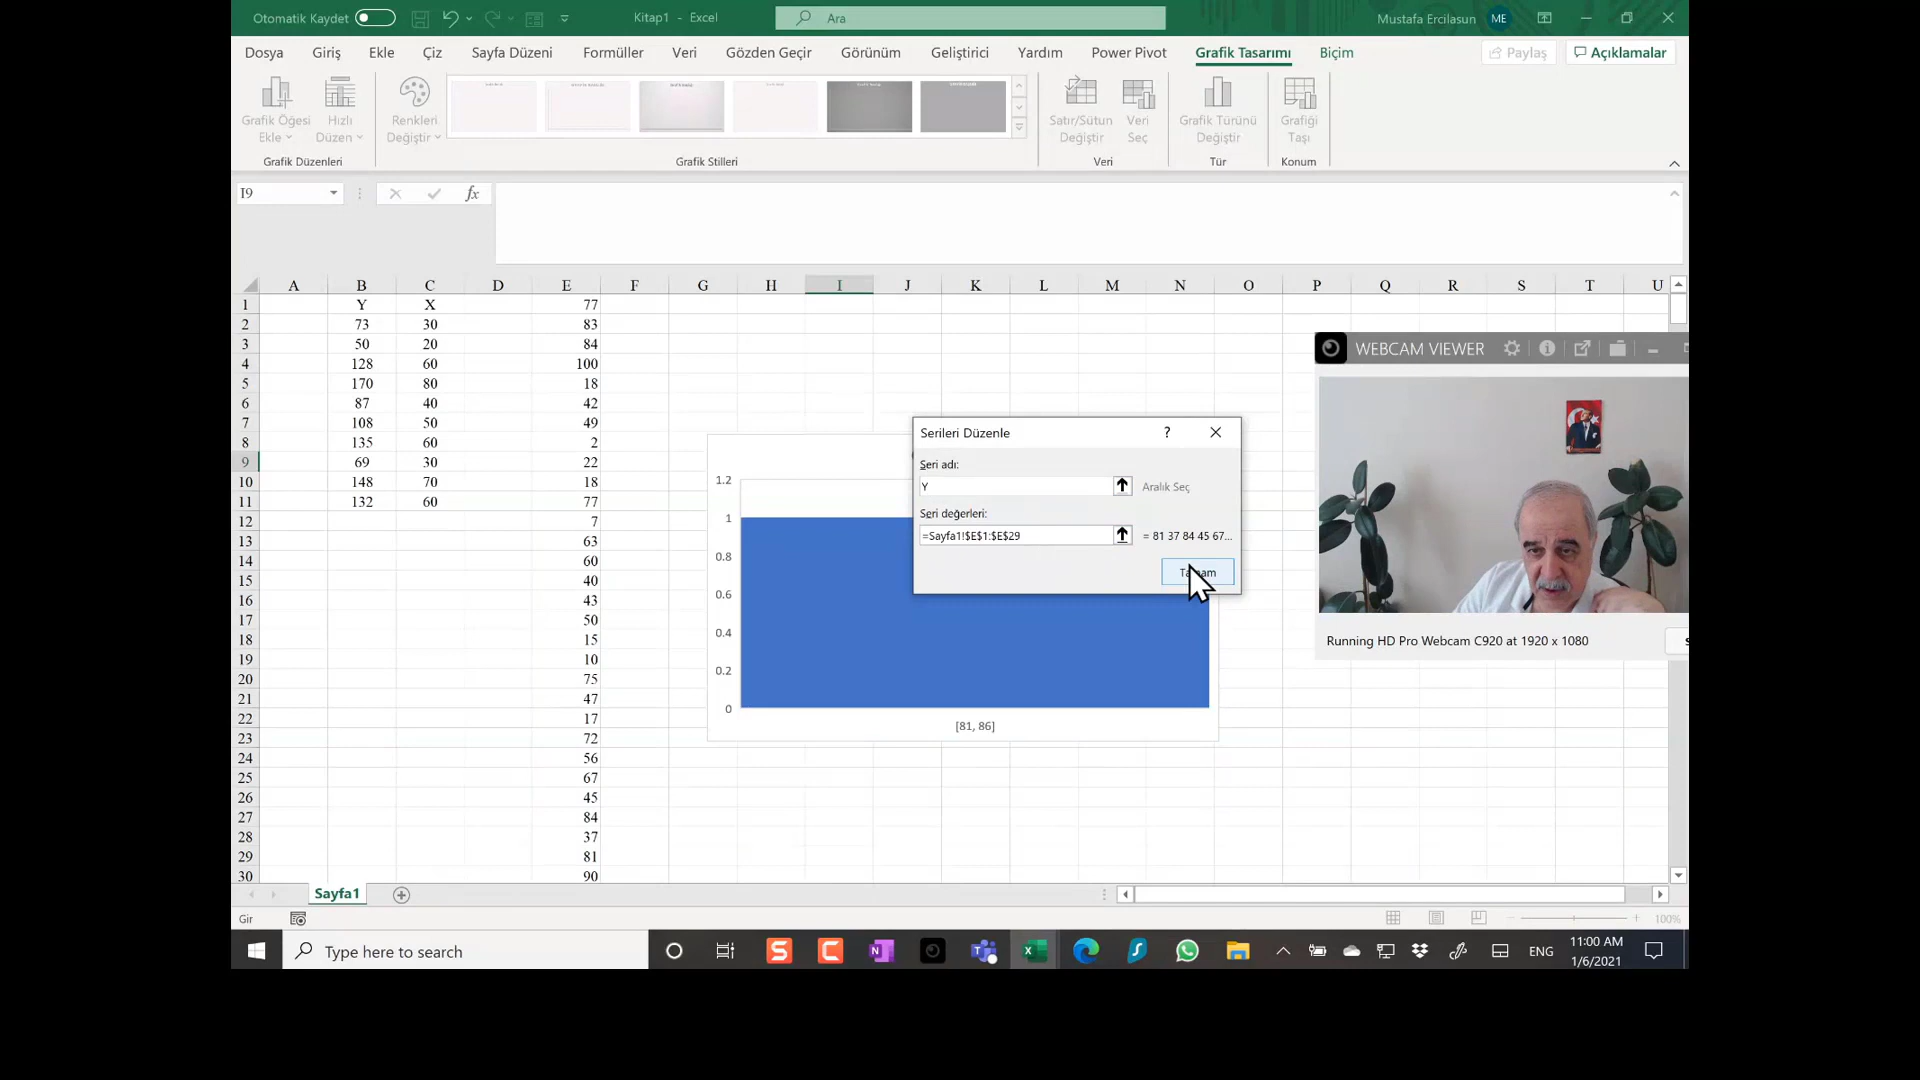 Otomatik Kaydet
Kitap1 - Excel
Ara
Mustafa Ercilasun ME
Dosya Giriş Ekle Çiz Sayfa Düzeni Formüller Veri Gözden Geçir Görünüm Geliştirici Yardım Power Pivot Grafik Tasarımı Biçim Paylaş Açıklamalar
Grafik Öğesi Ekle
Hızlı Düzen
Renkleri Değiştir
Satır/Sütun Değiştir
Veri Seç
Grafik Türünü Değiştir
Grafiği Taşı
Grafik Düzenleri Grafik Stilleri Veri Tür Konum
I9 fx
A B C D E F G H I J K L M N O P Q R S T U
1 Y X 77
2 73 30 83
3 50 20 84
4 128 60 100
5 170 80 18
6 87 40 42
7 108 50 49
8 135 60 2
9 69 30 22
10 148 70 18
11 132 60 77
12 7
13 63
14 60
15 40
16 43
17 50
18 15
19 10
20 75
21 47
22 17
23 72
24 56
25 67
26 45
27 84
28 37
29 81
30 90
1.2
1
0.8
0.6
0.4
0.2
0
[81, 86]
Serileri Düzenle ? 
Seri adı:
Y
Aralık Seç
Seri değerleri:
=Sayfa1!$E$1:$E$29
= 81 37 84 45 67...
WEBCAM VIEWER
Running HD Pro Webcam C920 at 1920 x 1080
Sayfa1
Gir
100%
Type here to search
ENG
11:00 AM
1/6/2021